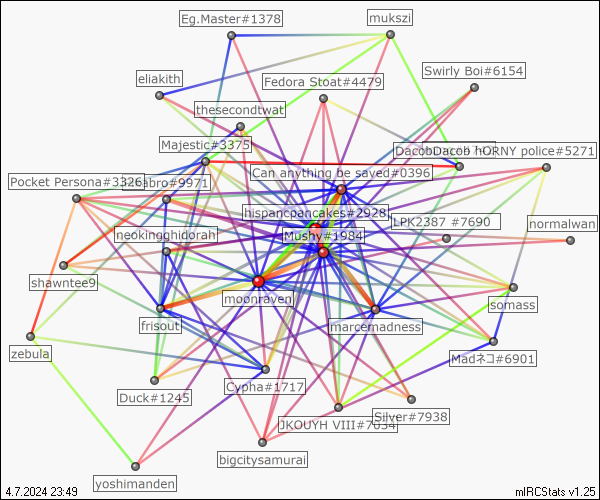 Eg.Master#1378
mukszi
Swirly Boi#6154
eliakith
Fedora Stoat#4479
thesecondtwat
Majestic#3375
DacobDacob hORNY police#5271
Can anything be saved#0396
Pocket Persona#3326
#9971
hispancpancakes#2928
LPK2387 #7690
normalwan
Mushy#1984
neokingghidorah
shawntee9
moonraven
somass
frisout
marcemadness
zebula
Madネコ#6901
Cypha#1717
Duck#1245
Silver#7938
JKOUYH VIII#7034
bigcitysamurai
yoshimanden
4.7.2024 23:49
mIRCStats v1.25